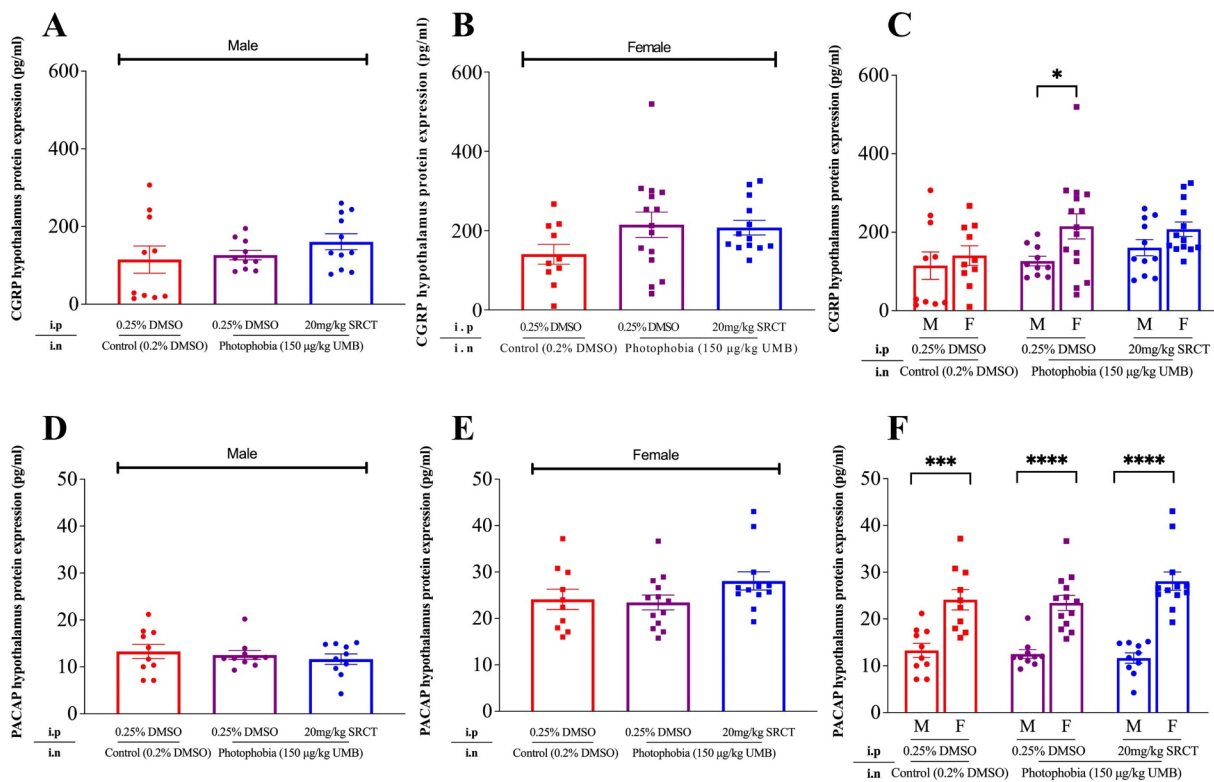 A
Male
CGRP hypothalamus protein expression (pg/ml)
600
400
200
0
i.p
0.25% DMSO 0.25% DMSO 20mg/kg SRCT
i.n
Control (0.2% DMSO) Photophobia (150 µg/kg UMB)
B
Female
CGRP hypothalamus protein expression (pg/ml)
600
400
200
0
i.p
0.25% DMSO 0.25% DMSO 20mg/kg SRCT
i.n
Control (0.2% DMSO) Photophobia (150 µg/kg UMB)
C
*
CGRP hypothalamus protein expression (pg/ml)
600
400
200
0
M F M F M F
i.p
0.25% DMSO 0.25% DMSO 20mg/kg SRCT
i.n
Control (0.2% DMSO) Photophobia (150 µg/kg UMB)
D
Male
PACAP hypothalamus protein expression (pg/ml)
50
40
30
20
10
0
i.p
0.25% DMSO 0.25% DMSO 20mg/kg SRCT
i.n
Control (0.2% DMSO) Photophobia (150 µg/kg UMB)
E
Female
PACAP hypothalamus protein expression (pg/ml)
50
40
30
20
10
0
i.p
0.25% DMSO 0.25% DMSO 20mg/kg SRCT
i.n
Control (0.2% DMSO) Photophobia (150 µg/kg UMB)
F
*** **** ****
PACAP hypothalamus protein expression (pg/ml)
50
40
30
20
10
0
M F M F M F
i.p
0.25% DMSO 0.25% DMSO 20mg/kg SRCT
i.n
Control (0.2% DMSO) Photophobia (150 µg/kg UMB)